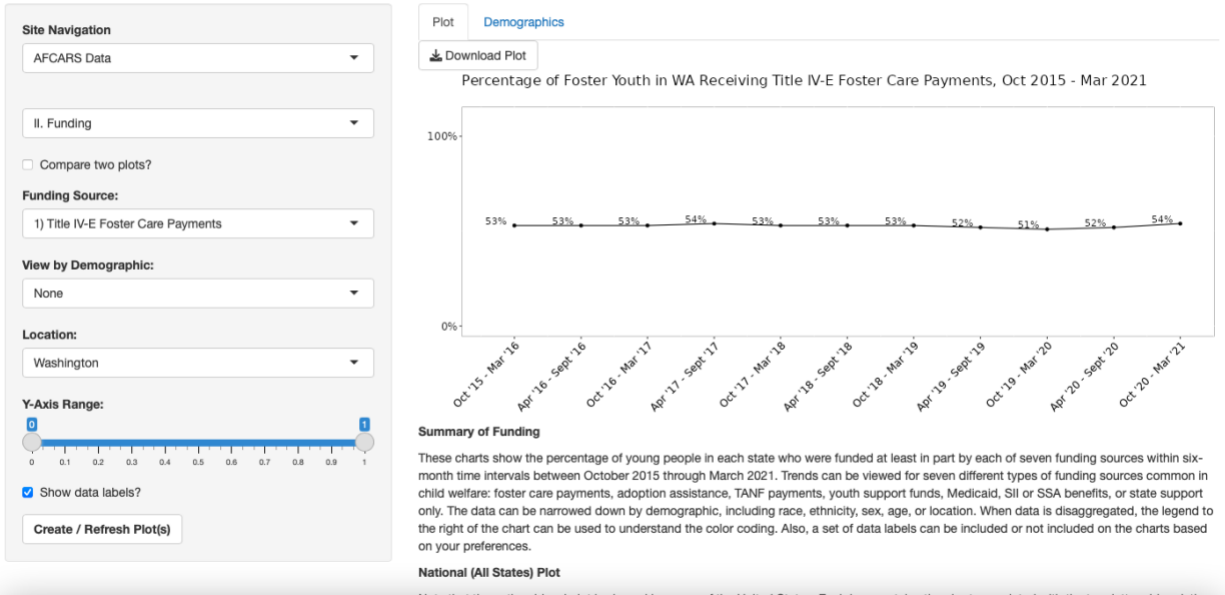 Site Navigation
AFCARS Data
II. Funding
Compare two plots?
Funding Source:
1) Title IV-E Foster Care Payments
View by Demographic:
None
Location:
Washington
Y-Axis Range:
0 1
0 0.1 0.2 0.3 0.4 0.5 0.6 0.7 0.8 0.9 1
Show data labels?
Create / Refresh Plot(s)
Plot Demographics
Download Plot
Percentage of Foster Youth in WA Receiving Title IV-E Foster Care Payments, Oct 2015 - Mar 2021
100%
53% 53% 53% 54% 53% 53% 53% 52% 51% 52% 54%
0%
Oct '15 - Mar '16
Apr '16 - Sept '16
Oct '16 - Mar '17
Apr '17 - Sept '17
Oct '17 - Mar '18
Apr '18 - Sept '18
Oct '18 - Mar '19
Apr '19 - Sept '19
Oct '19 - Mar '20
Apr '20 - Sept '20
Oct '20 - Mar '21
Summary of Funding
These charts show the percentage of young people in each state who were funded at least in part by each of seven funding sources within six-
month time intervals between October 2015 through March 2021. Trends can be viewed for seven different types of funding sources common in
child welfare: foster care payments, adoption assistance, TANF payments, youth support funds, Medicaid, SII or SSA benefits, or state support
only. The data can be narrowed down by demographic, including race, ethnicity, sex, age, or location. When data is disaggregated, the legend to
the right of the chart can be used to understand the color coding. Also, a set of data labels can be included or not included on the charts based
on your preferences.
National (All States) Plot